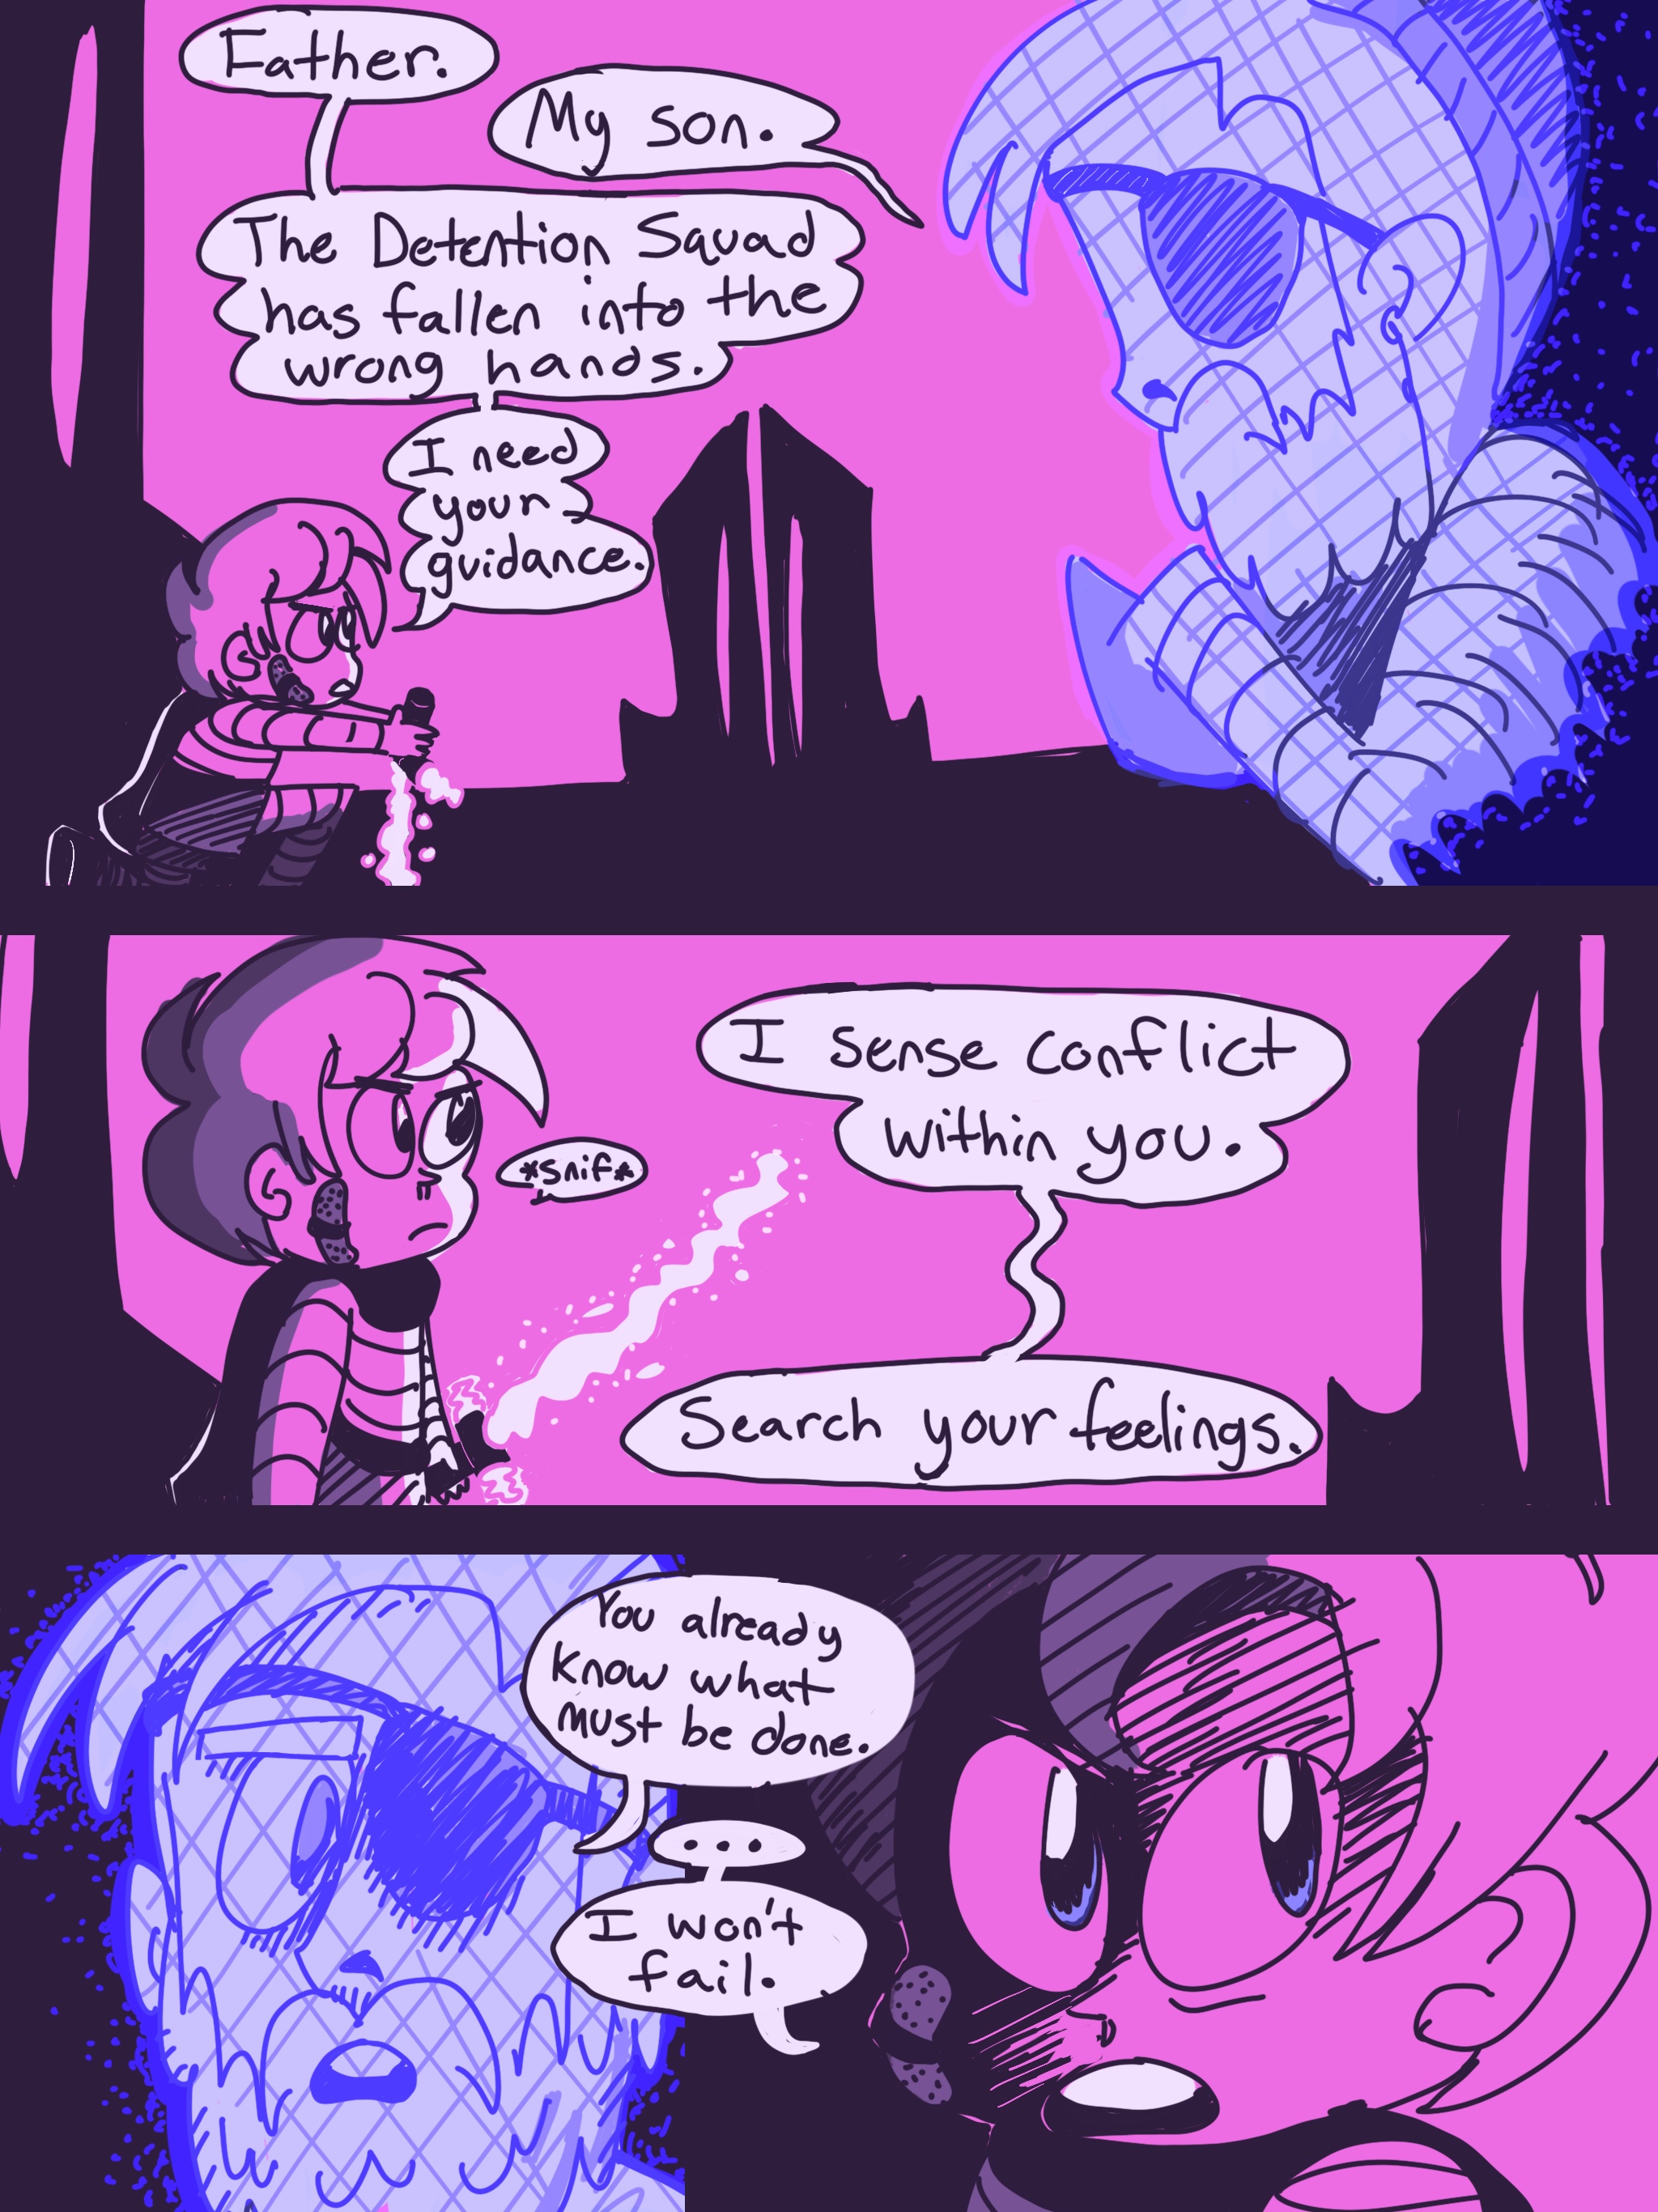 Father.
My son.
The Detention Squad
has fallen into the
wrong hands.
I need
your
guidance.
I sense conflict
within you.
*snif*
Search your feelings.
You already
know what
must be done.
...
I won't
fail.